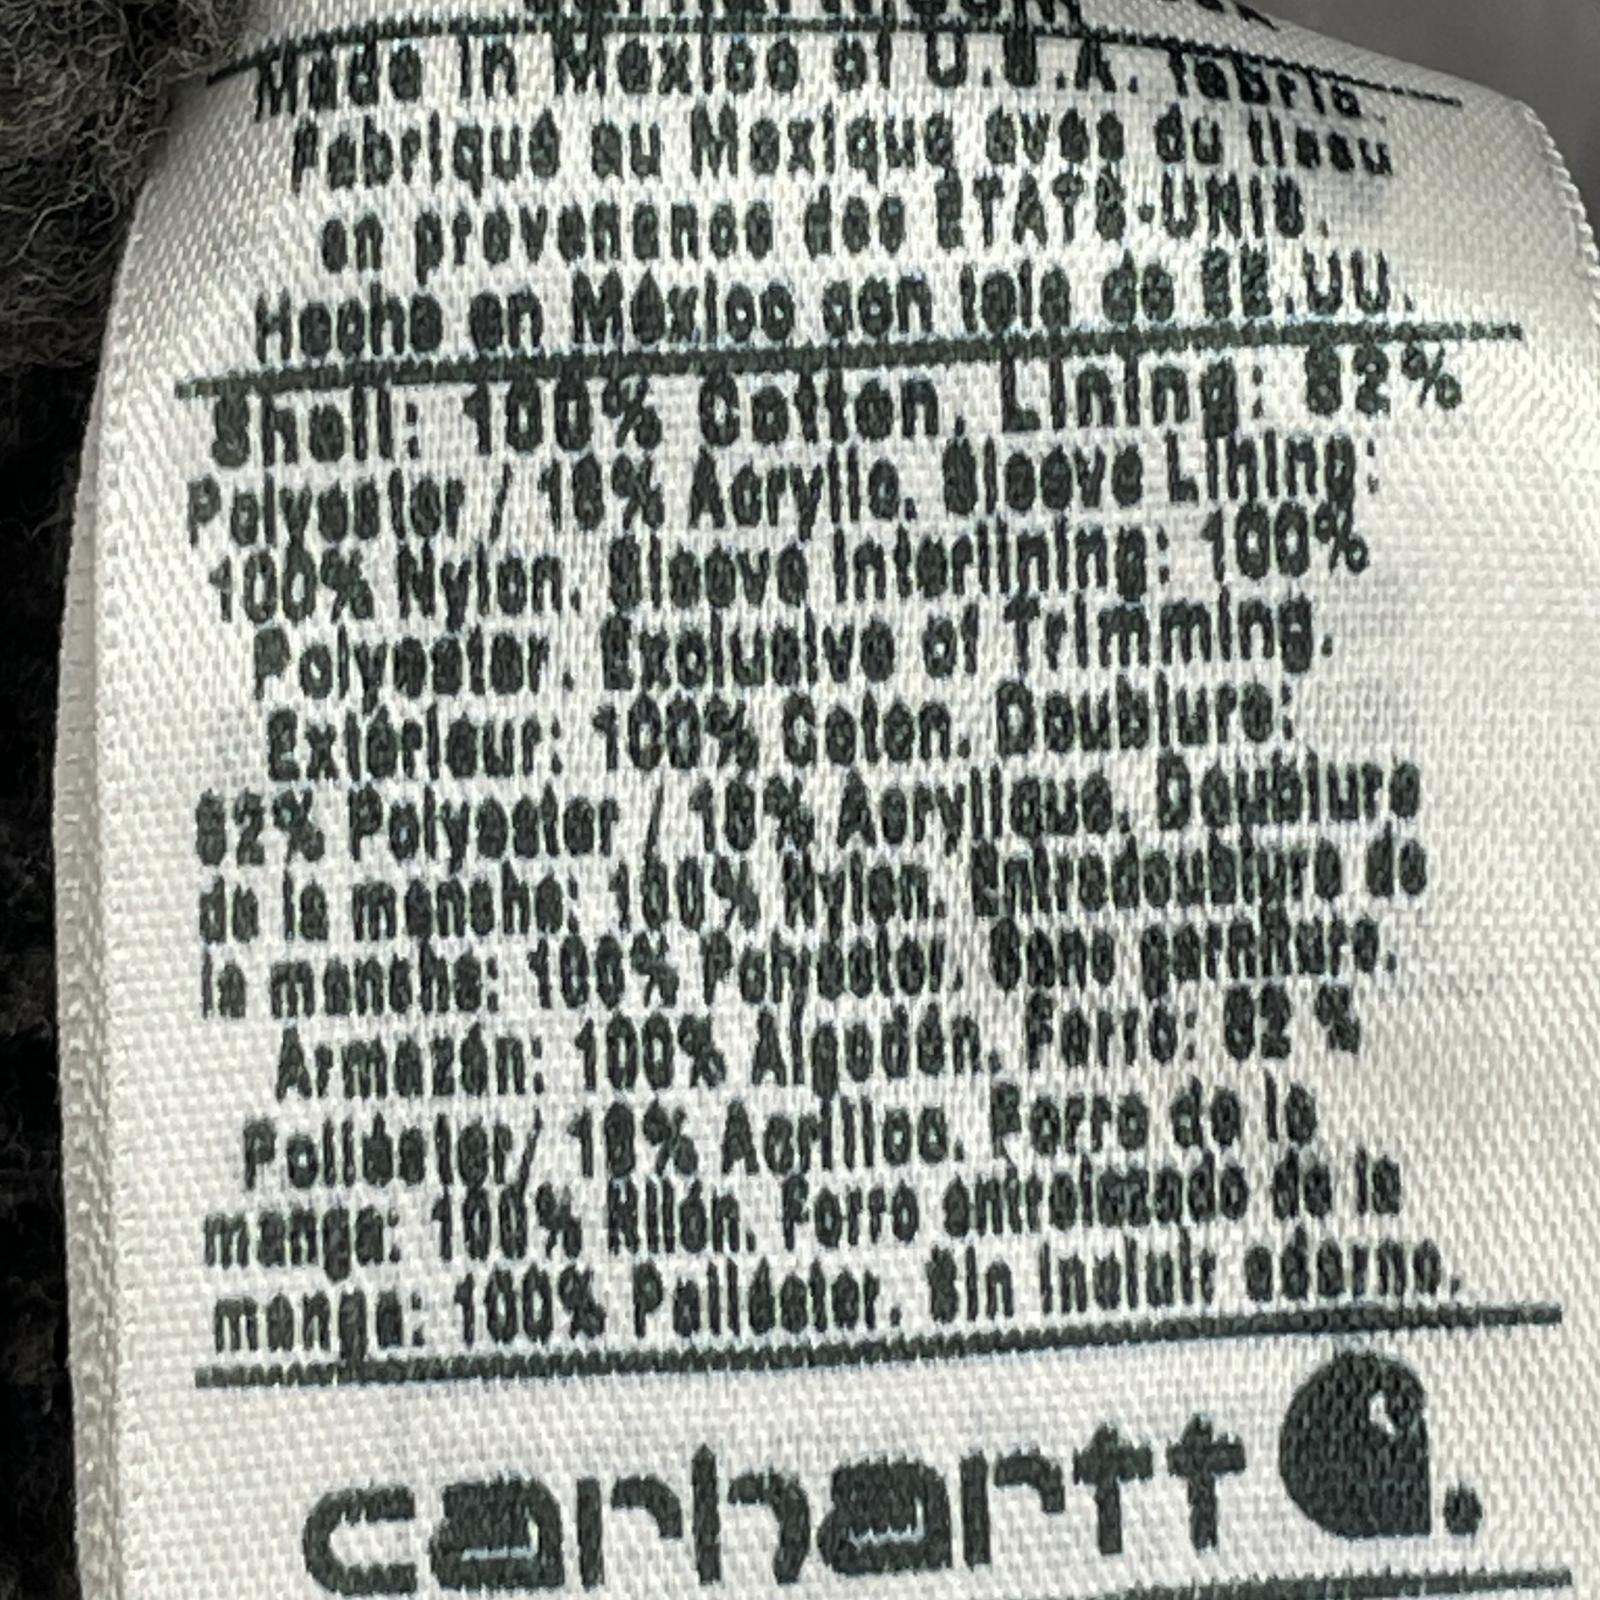 Made in Mexico of U.S.A. fabric.
Fabriqué au Mexique avec du tissu
en provenance des ÉTATS-UNIS.
Hecho en México con tela de EE.UU.
Shell: 100% Cotton. Lining: 82%
Polyester / 18% Acrylic. Sleeve Lining:
100% Nylon. Sleeve Interlining: 100%
Polyester. Exclusive of Trimming.
Extérieur: 100% Coton. Doublure:
82% Polyester / 18% Acrylique. Doublure
de la manche: 100% Nylon. Entredoublure de
la manche: 100% Polyester. Sans garniture.
Armazón: 100% Algodón. Forro: 82 %
Poliéster/ 18% Acrílico. Forro de la
manga: 100% Nilón. Forro entrelazado de la
manga: 100% Poliéster. Sin incluir adorno.
carhartt